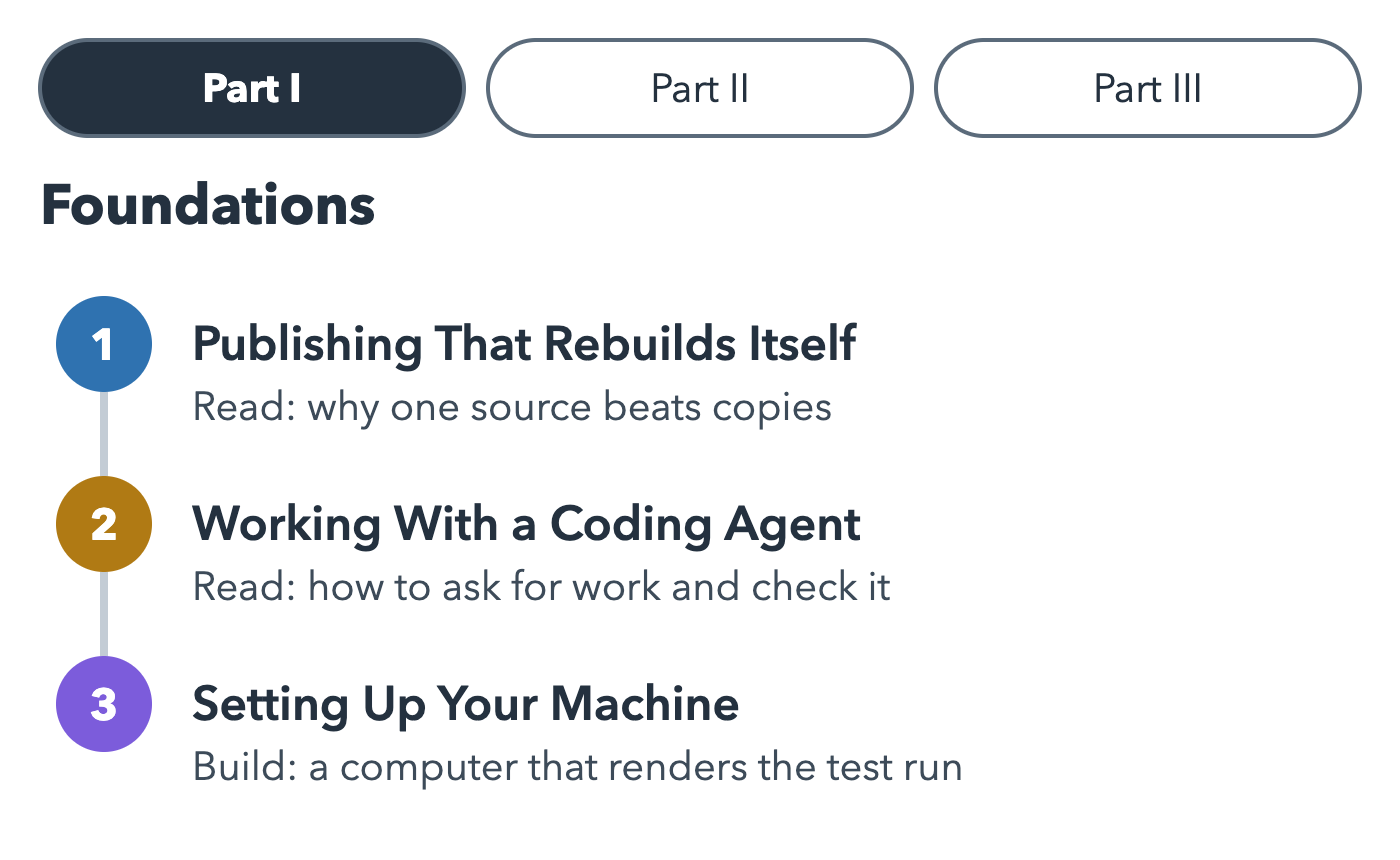 Part I
Part II
Part III
Foundations
1
Publishing That Rebuilds Itself
Read: why one source beats copies
2
Working With a Coding Agent
Read: how to ask for work and check it
3
Setting Up Your Machine
Build: a computer that renders the test run